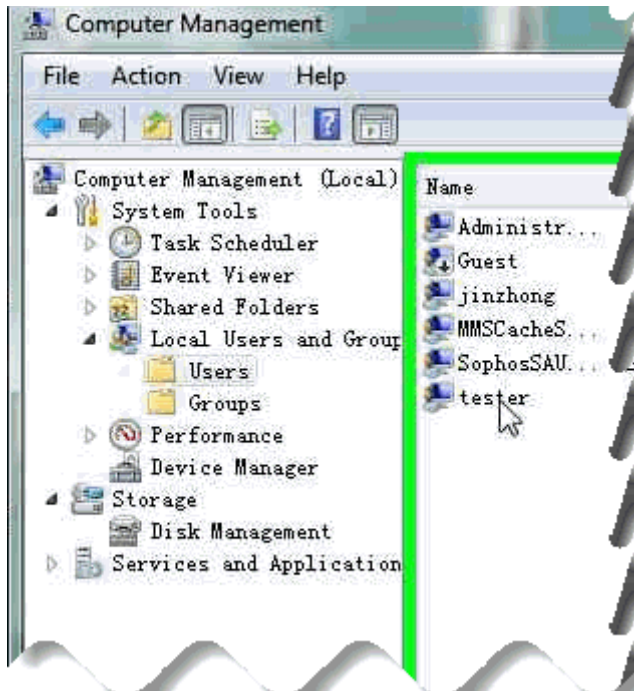 Computer Management
File Action View Help
Computer Management (Local)
System Tools
Task Scheduler
Event Viewer
Shared Folders
Local Users and Group
Users
Groups
Performance
Device Manager
Storage
Disk Management
Services and Application
Name
Administr...
Guest
jinzhong
MMSCacheS...
SophosSAU...
tester